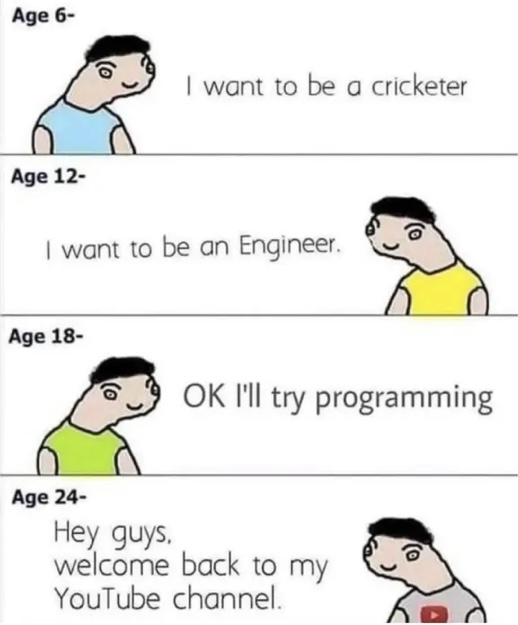 Age 6-
I want to be a cricketer
Age 12-
I want to be an Engineer.
Age 18-
OK I'll try programming
Age 24-
Hey guys,
welcome back to my
YouTube channel.